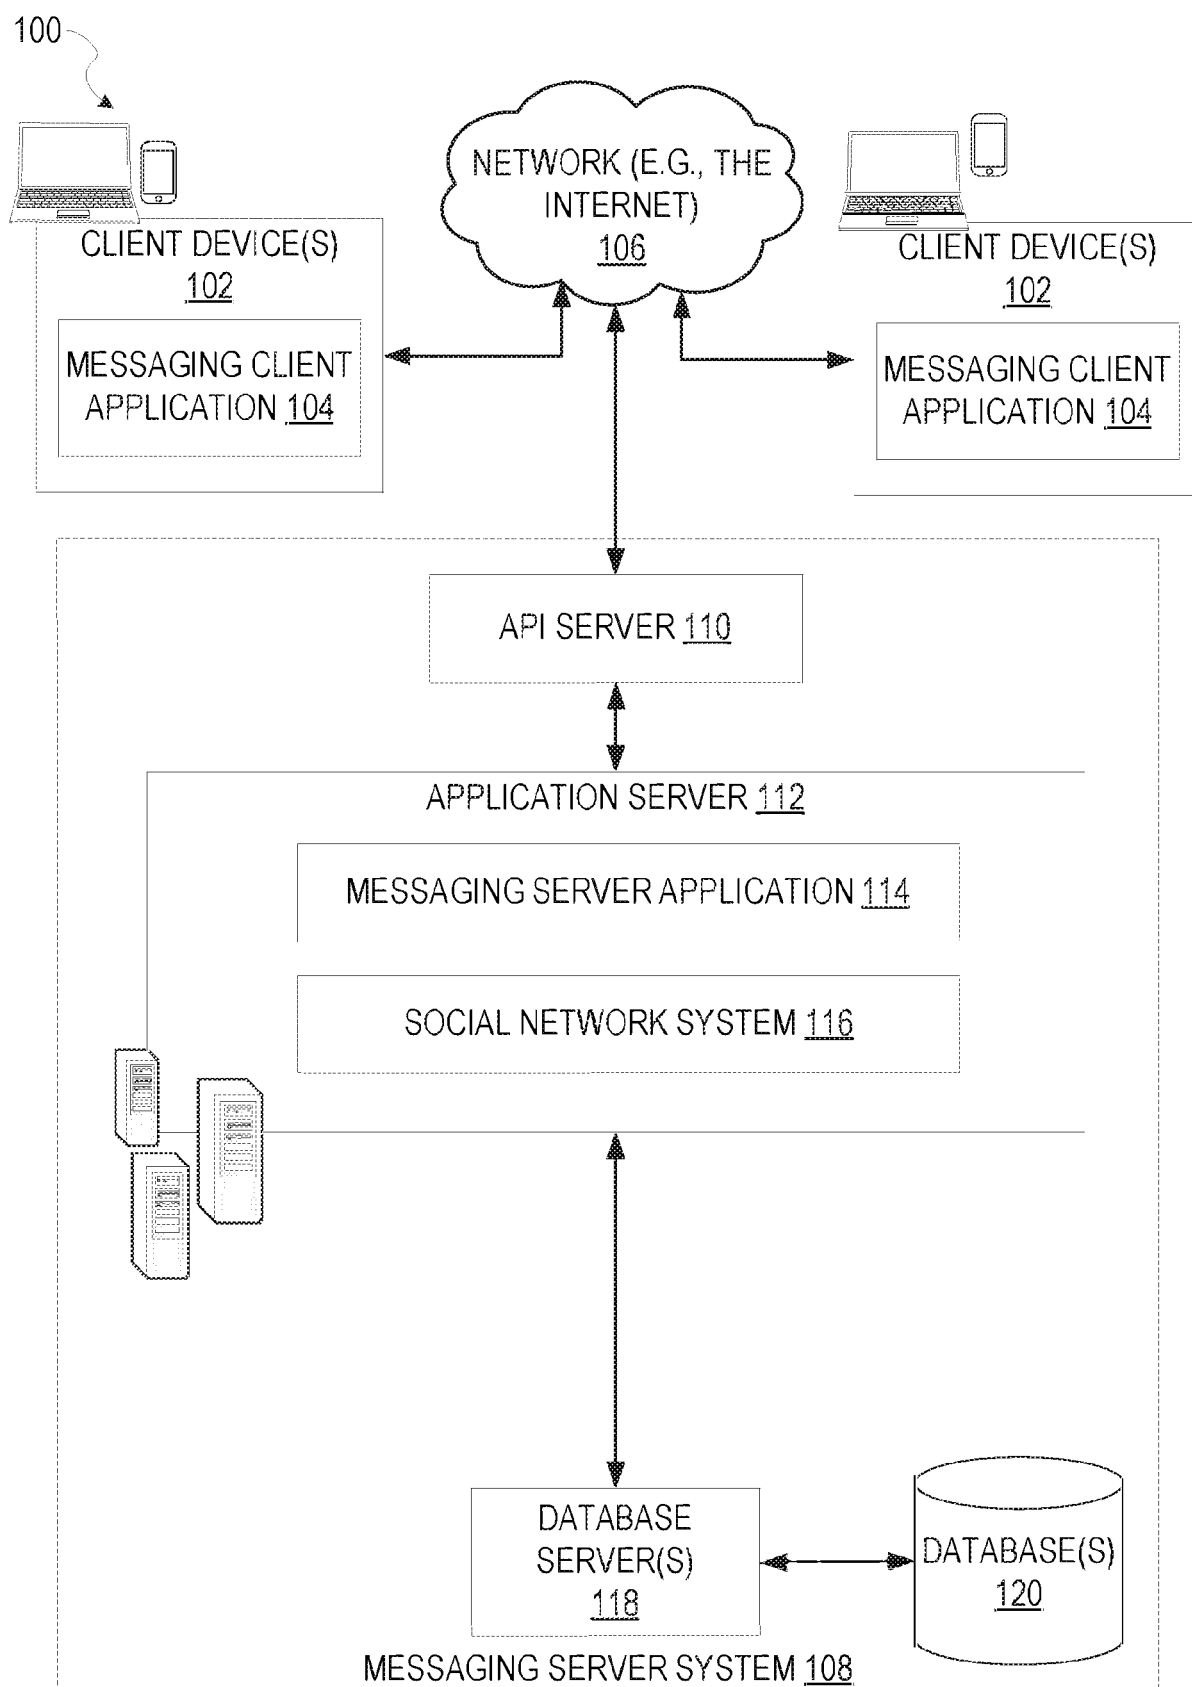 100
NETWORK (E.G., THE
INTERNET)
106
CLIENT DEVICE(S)
102
MESSAGING CLIENT
APPLICATION 104
CLIENT DEVICE(S)
102
MESSAGING CLIENT
APPLICATION 104
API SERVER 110
APPLICATION SERVER 112
MESSAGING SERVER APPLICATION 114
SOCIAL NETWORK SYSTEM 116
DATABASE
SERVER(S)
118
DATABASE(S)
120
MESSAGING SERVER SYSTEM 108